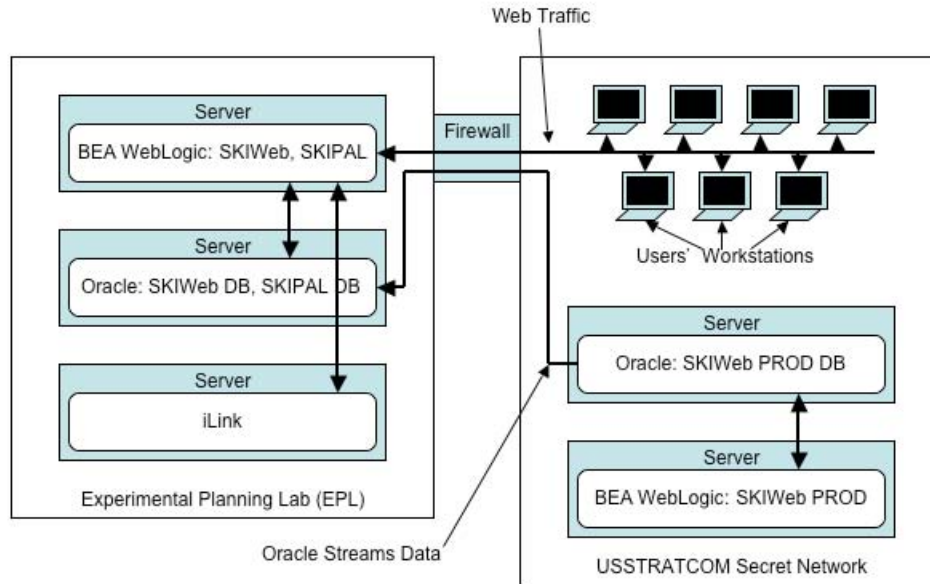 Web Traffic
Server
BEA WebLogic: SKIWeb, SKIPAL
Server
Oracle: SKIWeb DB, SKIPAL DB
Server
iLink
Experimental Planning Lab (EPL)
Firewall
Users' Workstations
Server
Oracle: SKIWeb PROD DB
Server
BEA WebLogic: SKIWeb PROD
USSTRATCOM Secret Network
Oracle Streams Data